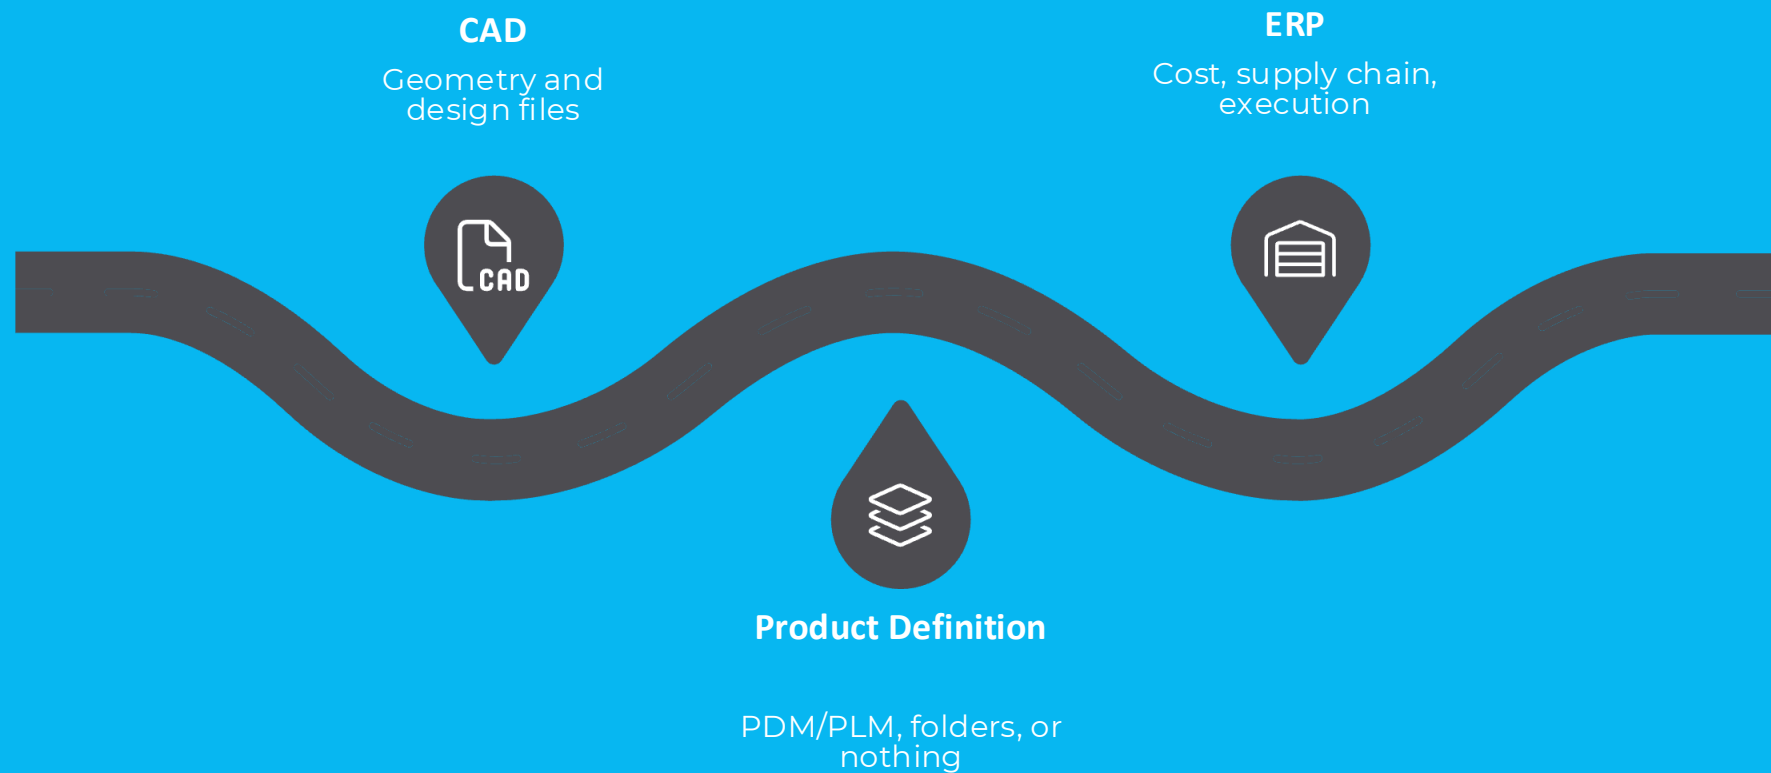 CAD
Geometry and
design files
CAD
Product Definition
PDM/PLM, folders, or
nothing
ERP
Cost, supply chain,
execution